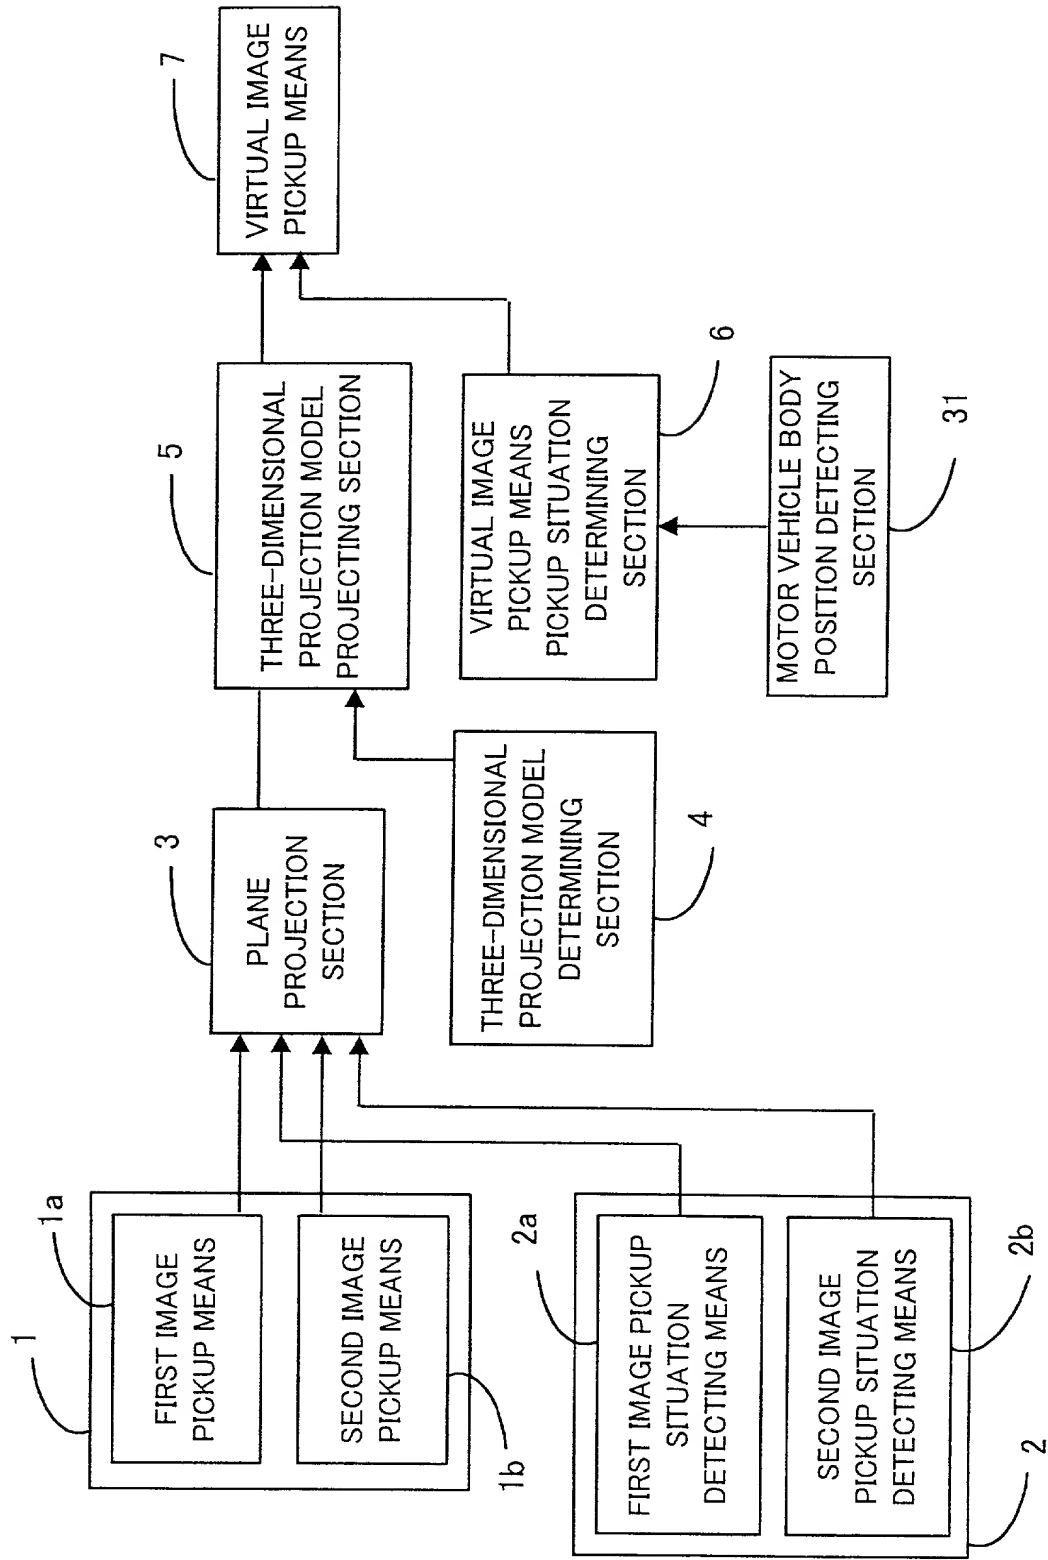 1
1a
FIRST IMAGE
PICKUP MEANS
SECOND IMAGE
PICKUP MEANS
1b
2a
FIRST IMAGE PICKUP
SITUATION
DETECTING MEANS
SECOND IMAGE
PICKUP SITUATION
DETECTING MEANS
2b
2
3
PLANE
PROJECTION
SECTION
THREE-DIMENSIONAL
PROJECTION MODEL
DETERMINING
SECTION
4
5
THREE-DIMENSIONAL
PROJECTION MODEL
PROJECTING SECTION
VIRTUAL IMAGE
PICKUP MEANS
PICKUP SITUATION
DETERMINING
SECTION
6
MOTOR VEHICLE BODY
POSITION DETECTING
SECTION
31
7
VIRTUAL IMAGE
PICKUP MEANS